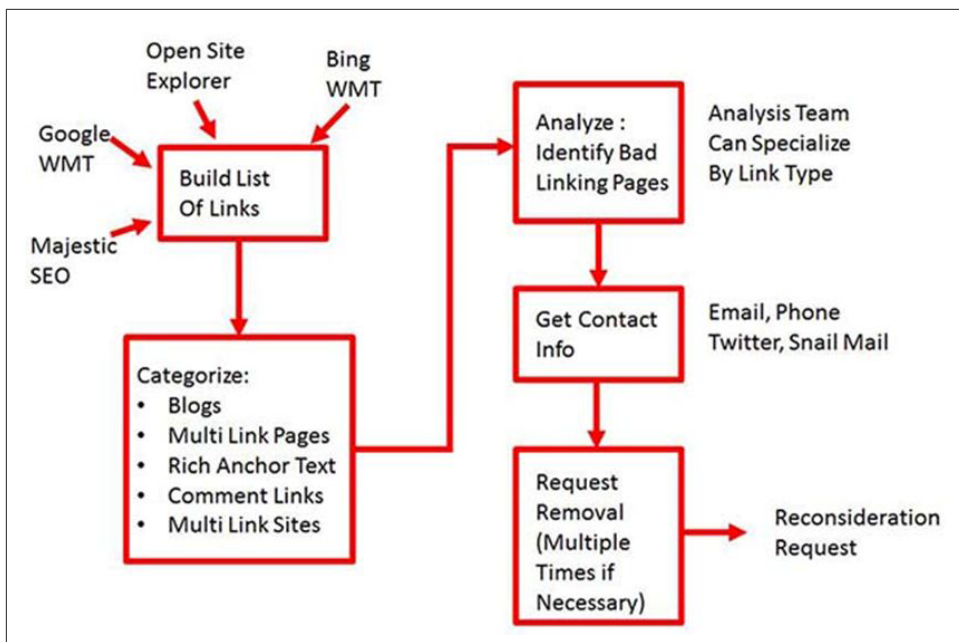 Open Site
Explorer
Bing
WMT
Google
WMT
Majestic
SEO
Build List
Of Links
Categorize:
• Blogs
• Multi Link Pages
• Rich Anchor Text
• Comment Links
• Multi Link Sites
Analyze :
Identify Bad
Linking Pages
Analysis Team
Can Specialize
By Link Type
Get Contact
Info
Email, Phone
Twitter, Snail Mail
Request
Removal
(Multiple
Times if
Necessary)
Reconsideration
Request